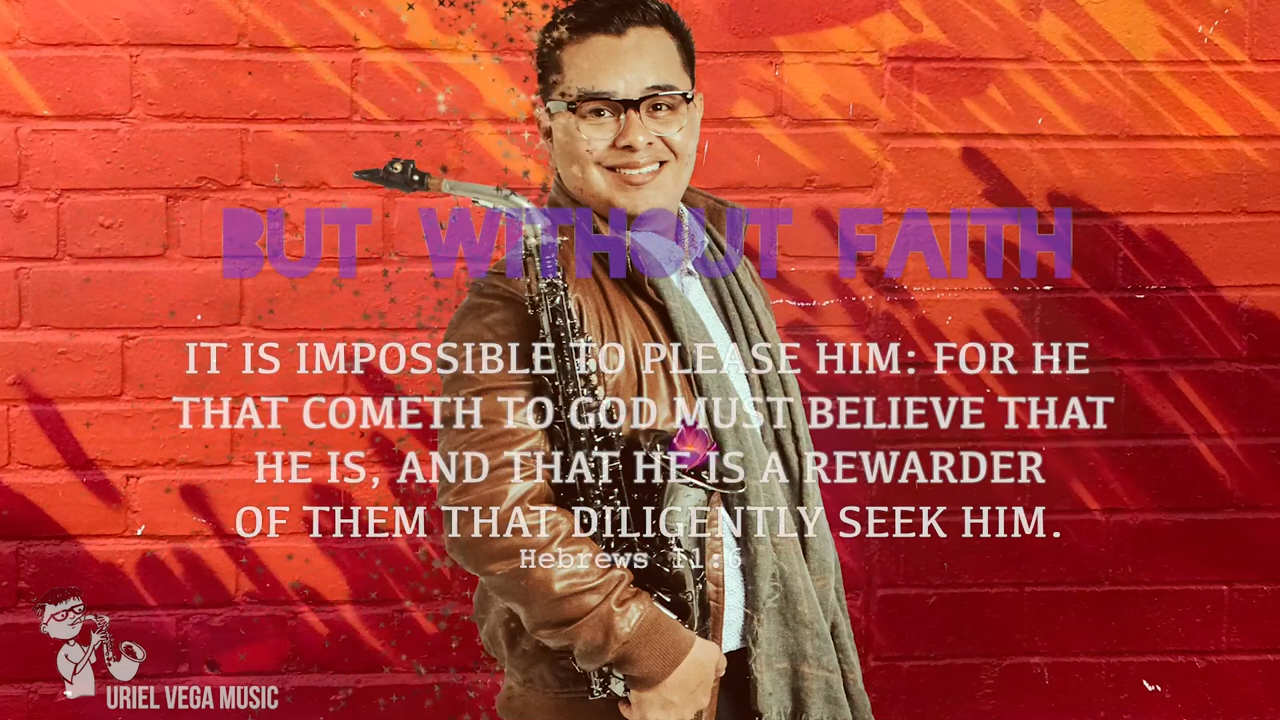 BUT WITHOUT FAITH
IT IS IMPOSSIBLE TO PLEASE HIM: FOR HE
THAT COMETH TO GOD MUST BELIEVE THAT
HE IS, AND THAT HE IS A REWARDER
OF THEM THAT DILIGENTLY SEEK HIM.
Hebrews 11:6
URIEL VEGA MUSIC